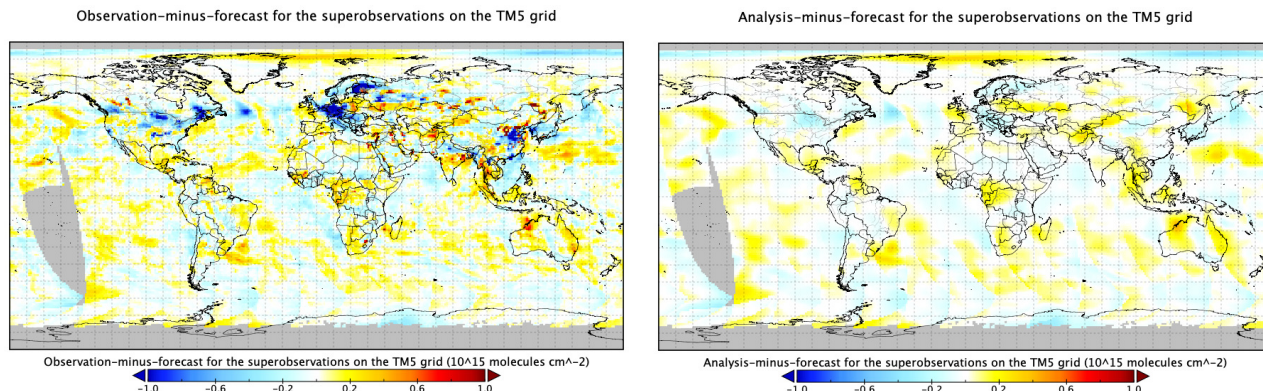 Observation-minus-forecast for the superobservations on the TM5 grid
Analysis-minus-forecast for the superobservations on the TM5 grid
Observation-minus-forecast for the superobservations on the TM5 grid (10^15 molecules cm^-2)
-1.0 -0.6 -0.2 0.2 0.6 1.0
Analysis-minus-forecast for the superobservations on the TM5 grid (10^15 molecules cm^-2)
-1.0 -0.6 -0.2 0.2 0.6 1.0